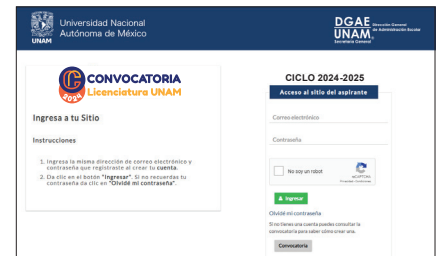 UNAM
Universidad Nacional
Autónoma de México
DGAE
UNAM
Dirección General
de Administración Escolar
Secretaría General
CONVOCATORIA
Licenciatura UNAM
2024
Ingresa a tu Sitio
Instrucciones
1. Ingresa la misma dirección de correo electrónico y
contraseña que registraste al crear tu cuenta.
2. Da clic en el botón "Ingresar". Si no recuerdas tu
contraseña da clic en "Olvidé mi contraseña".
CICLO 2024-2025
Acceso al sitio del aspirante
Correo electrónico
Contraseña
No soy un robot
reCAPTCHA
Ingresar
Olvidé mi contraseña
Si no tienes una cuenta puedes consultar la
convocatoria para saber cómo crear una.
Convocatoria